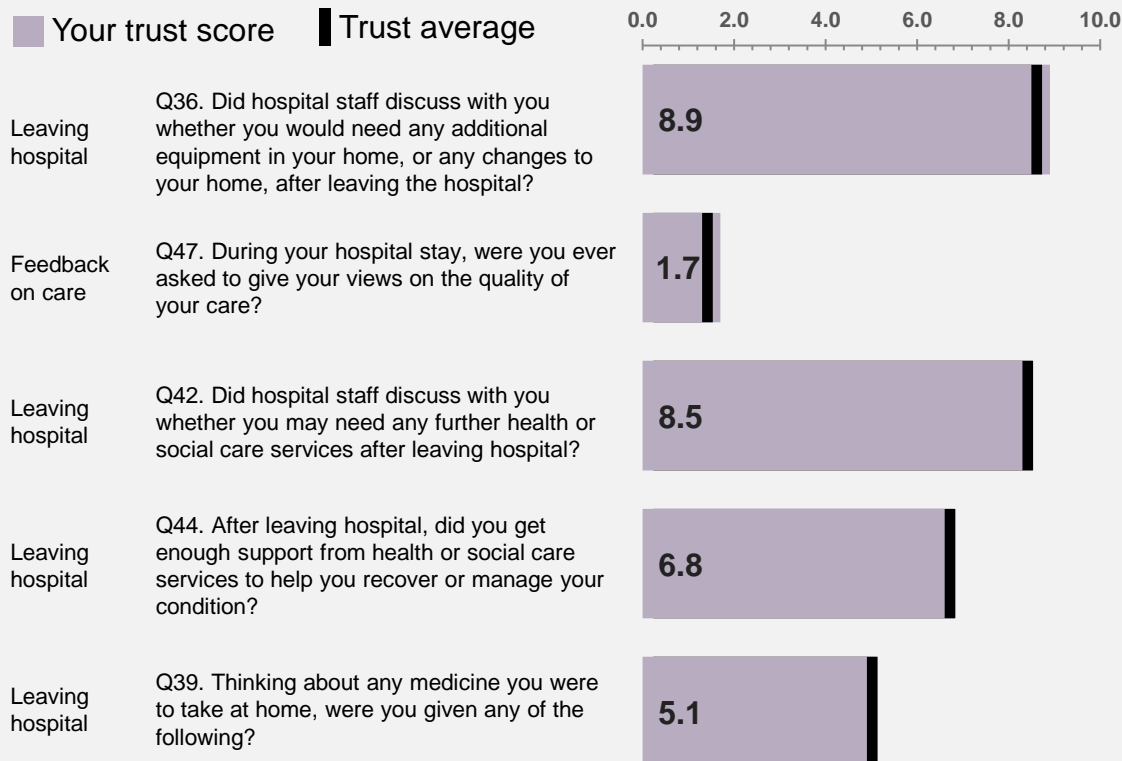 Your trust score
Trust average
0.0 2.0 4.0 6.0 8.0 10.0
Leaving
hospital
Q36. Did hospital staff discuss with you
whether you would need any additional
equipment in your home, or any changes to
your home, after leaving the hospital?
8.9
Feedback
on care
Q47. During your hospital stay, were you ever
asked to give your views on the quality of
your care?
1.7
Leaving
hospital
Q42. Did hospital staff discuss with you
whether you may need any further health or
social care services after leaving hospital?
8.5
Leaving
hospital
Q44. After leaving hospital, did you get
enough support from health or social care
services to help you recover or manage your
condition?
6.8
Leaving
hospital
Q39. Thinking about any medicine you were
to take at home, were you given any of the
following?
5.1